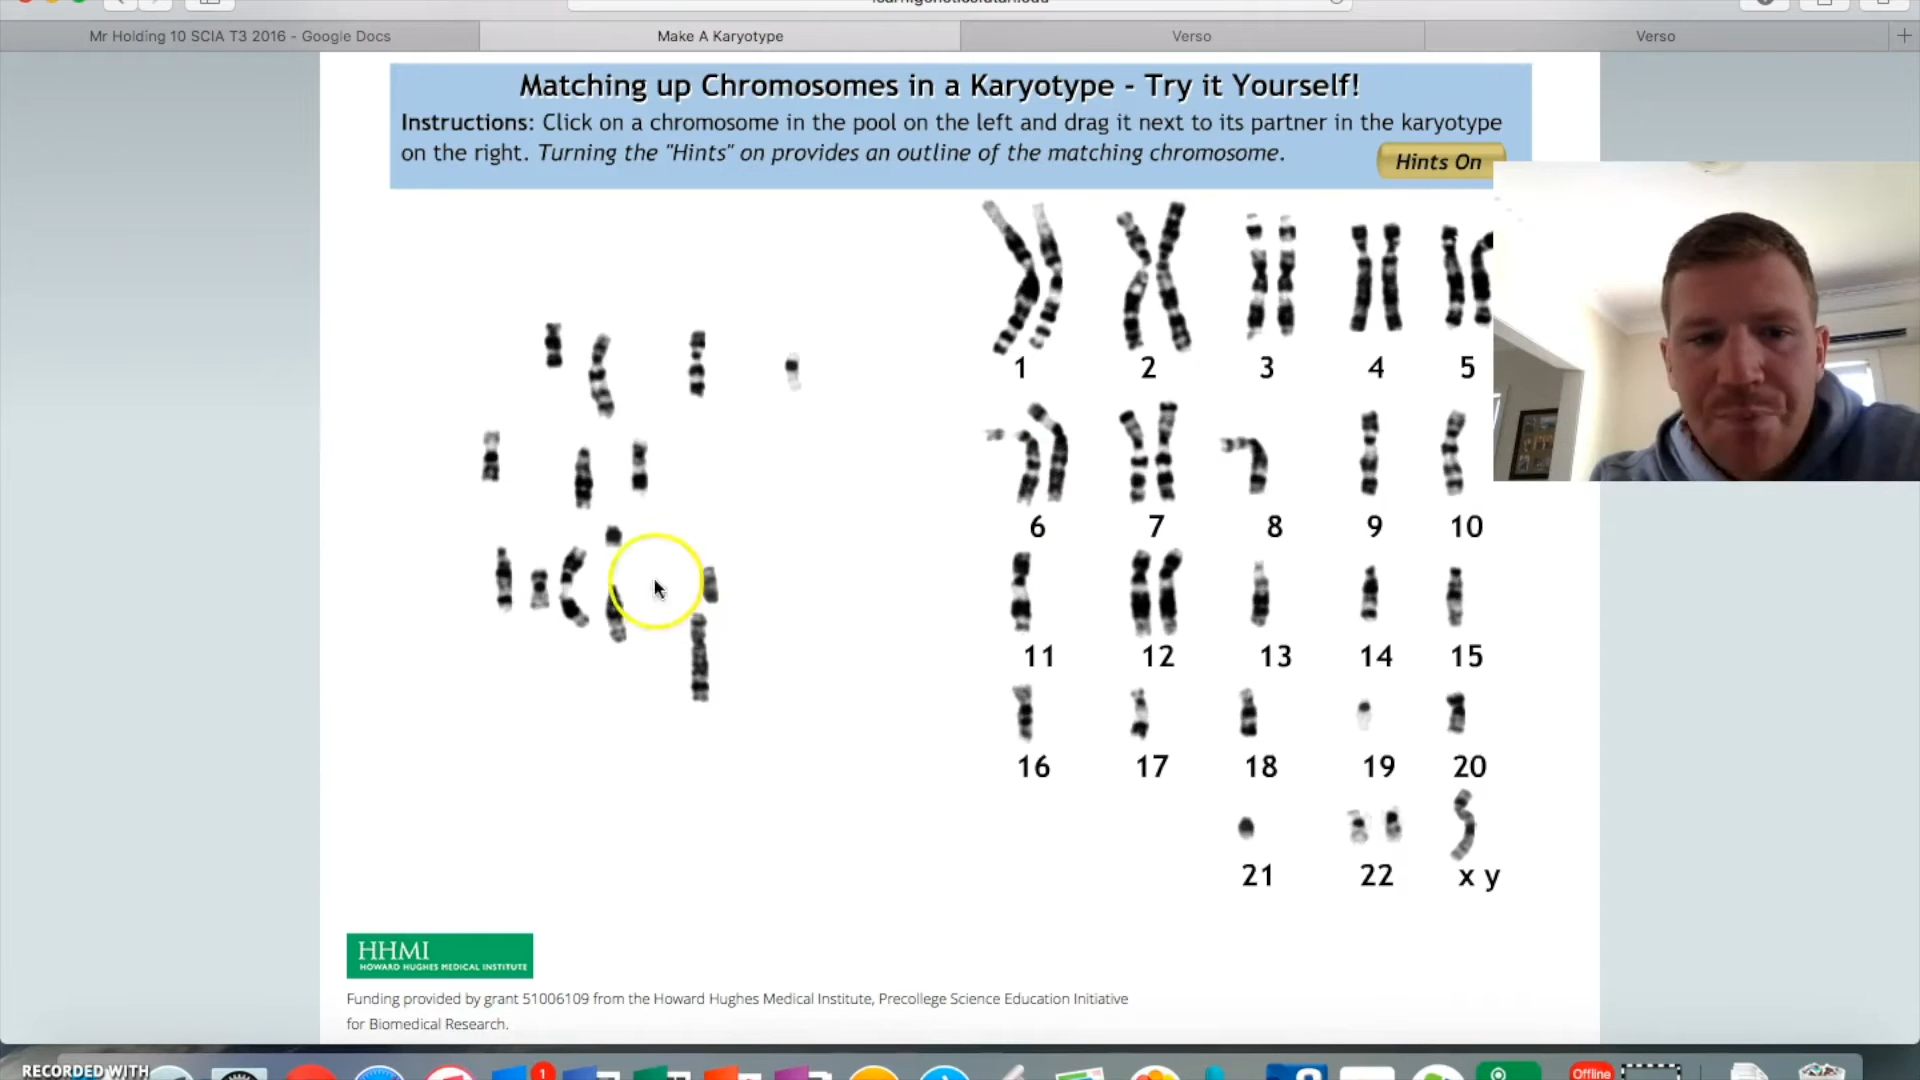 Mr Holding 10 SCIA T3 2016 - Google Docs
Make A Karyotype
Verso
Verso
Matching up Chromosomes in a Karyotype - Try it Yourself!
Instructions: Click on a chromosome in the pool on the left and drag it next to its partner in the karyotype
on the right. Turning the "Hints" on provides an outline of the matching chromosome.
Hints On
1 2 3 4 5
6 7 8 9 10
11 12 13 14 15
16 17 18 19 20
21 22 x y
HHMI
HOWARD HUGHES MEDICAL INSTITUTE
Funding provided by grant 51006109 from the Howard Hughes Medical Institute, Precollege Science Education Initiative
for Biomedical Research.
RECORDED WITH
1
Offline